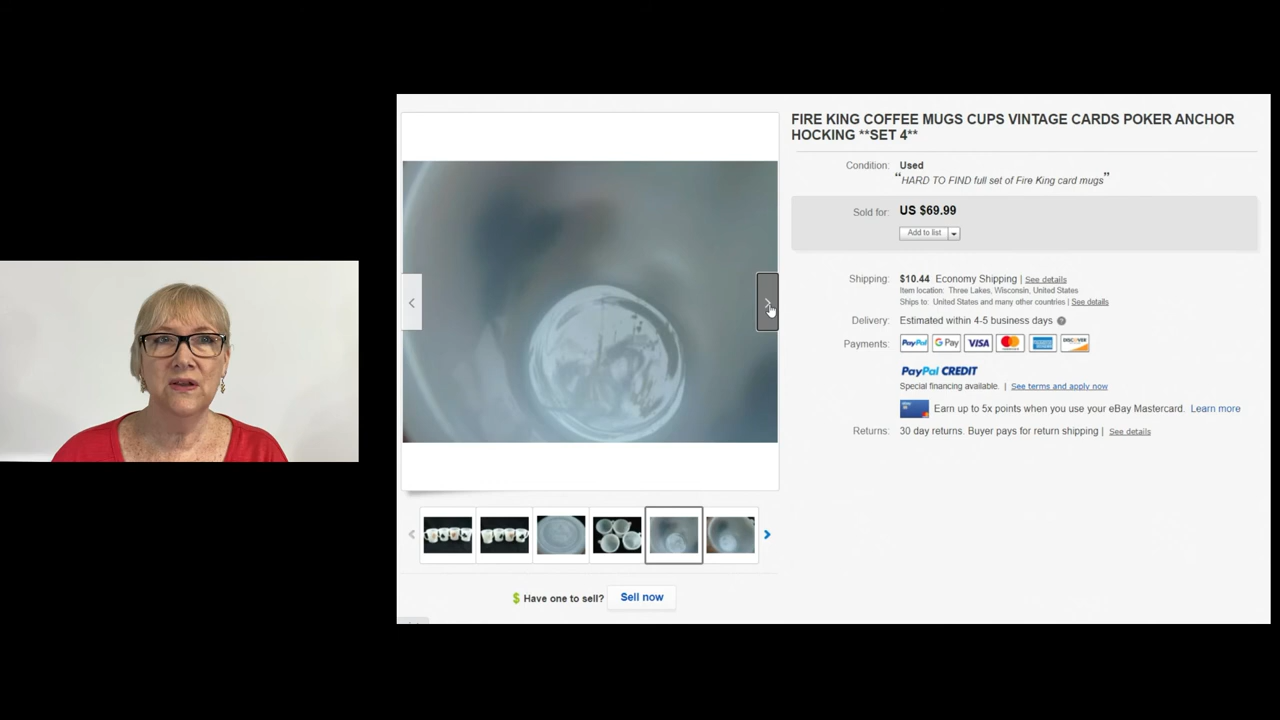 FIRE KING COFFEE MUGS CUPS VINTAGE CARDS POKER ANCHOR
HOCKING **SET 4**
Condition: Used
“HARD TO FIND full set of Fire King card mugs”
Sold for: US $69.99
Add to list
Shipping: $10.44 Economy Shipping | See details
Item location: Three Lakes, Wisconsin, United States
Ships to: United States and many other countries | See details
Delivery: Estimated within 4-5 business days ?
Payments: PayPal G Pay VISA DISCOVER
PayPal CREDIT
Special financing available. | See terms and apply now
Earn up to 5x points when you use your eBay Mastercard. Learn more
Returns: 30 day returns. Buyer pays for return shipping | See details
$ Have one to sell? Sell now